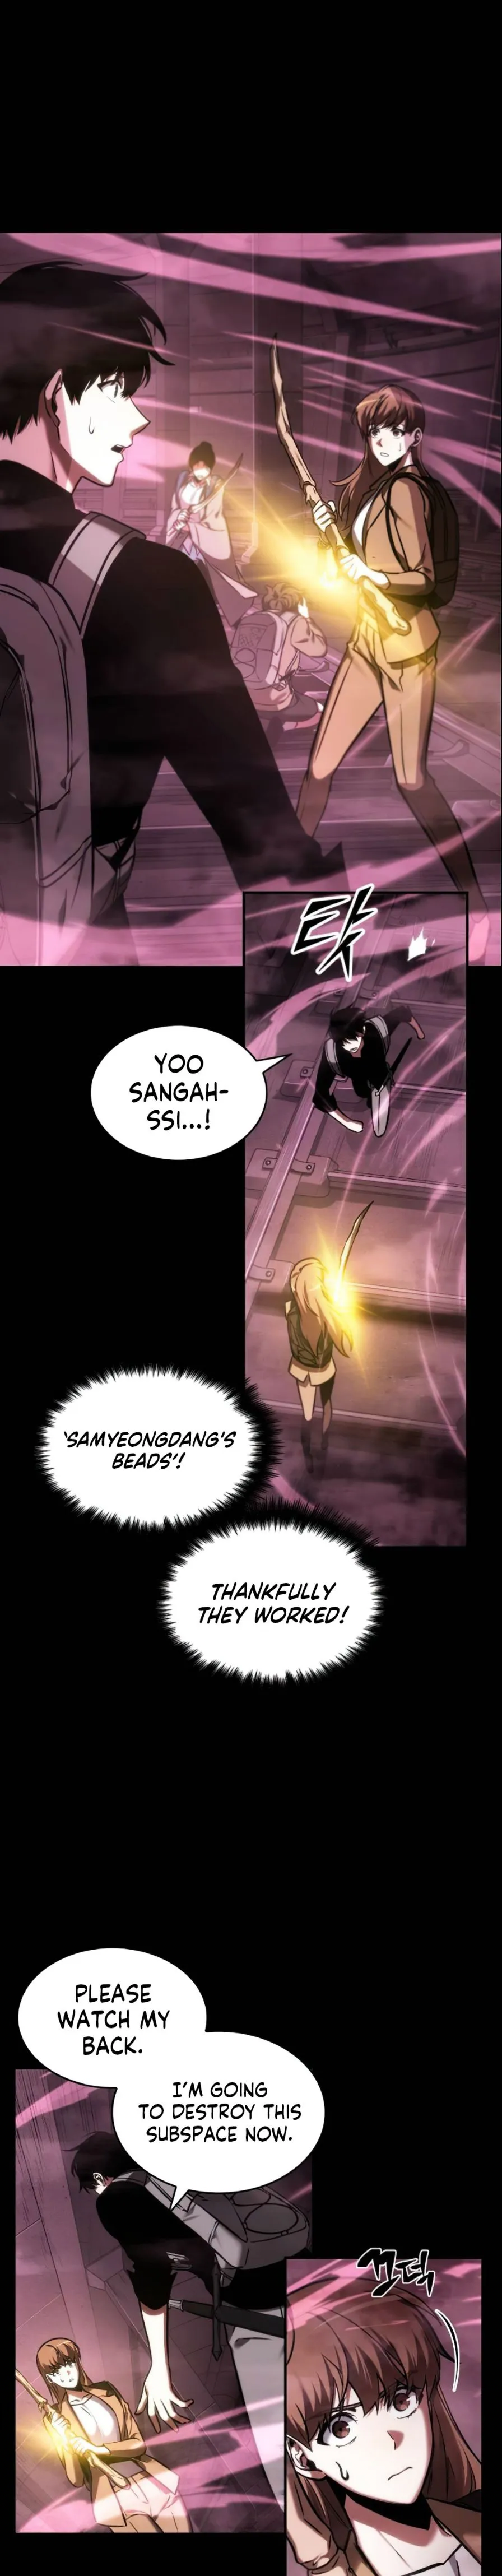 탁
YOO
SANGAH-
SSI...!
'SAMYEONGDANG'S
BEADS'!
THANKFULLY
THEY WORKED!
PLEASE
WATCH MY
BACK.
I'M GOING
TO DESTROY THIS
SUBSPACE NOW.
끄덕